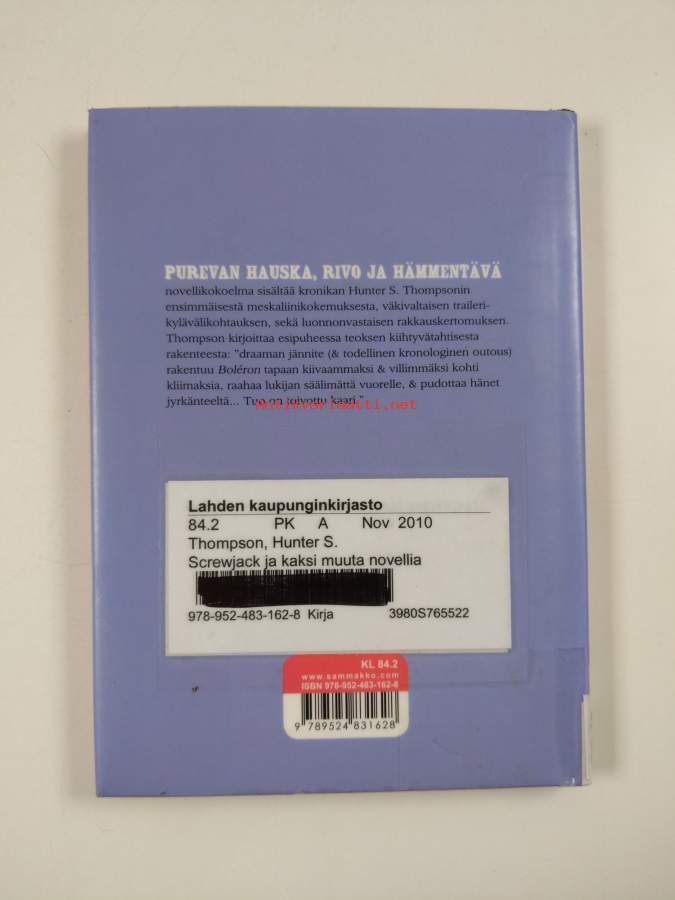 PUREVAN HAUSKA, RIVO JA HÄMMENTÄVÄ
novellikokoelma sisältää kronikan Hunter S. Thompsonin
ensimmäisestä meskaliinikokemuksesta, väkivaltaisen traileri-
kylävälikohtauksen, sekä luonnonvastaisen rakkauskertomuksen.
Thompson kirjoittaa esipuheessa teoksen kiihtyvätahtisesta
rakenteesta: "draaman jännite (& todellinen kronologinen outous)
rakentuu Boléron tapaan kiivaammaksi & villimmäksi kohti
kliimaksia, raahaa lukijan säälimättä vuorelle, & pudottaa hänet
jyrkänteeltä... Tuo on toivottu kaari."
antikvariaatti.net
Lahden kaupunginkirjasto
84.2 PK A Nov 2010
Thompson, Hunter S.
Screwjack ja kaksi muuta novellia
978-952-483-162-8 Kirja 3980S765522
KL 84.2
www.sammakko.com
ISBN 978-952-483-162-8
9 789524 831628